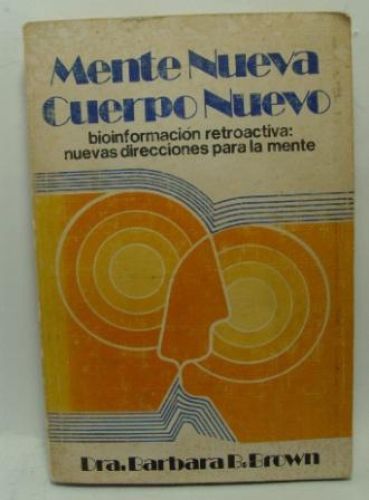 Mente Nueva
Cuerpo Nuevo
bioinformación retroactiva:
nuevas direcciones para la mente
Dra. Barbara B. Brown